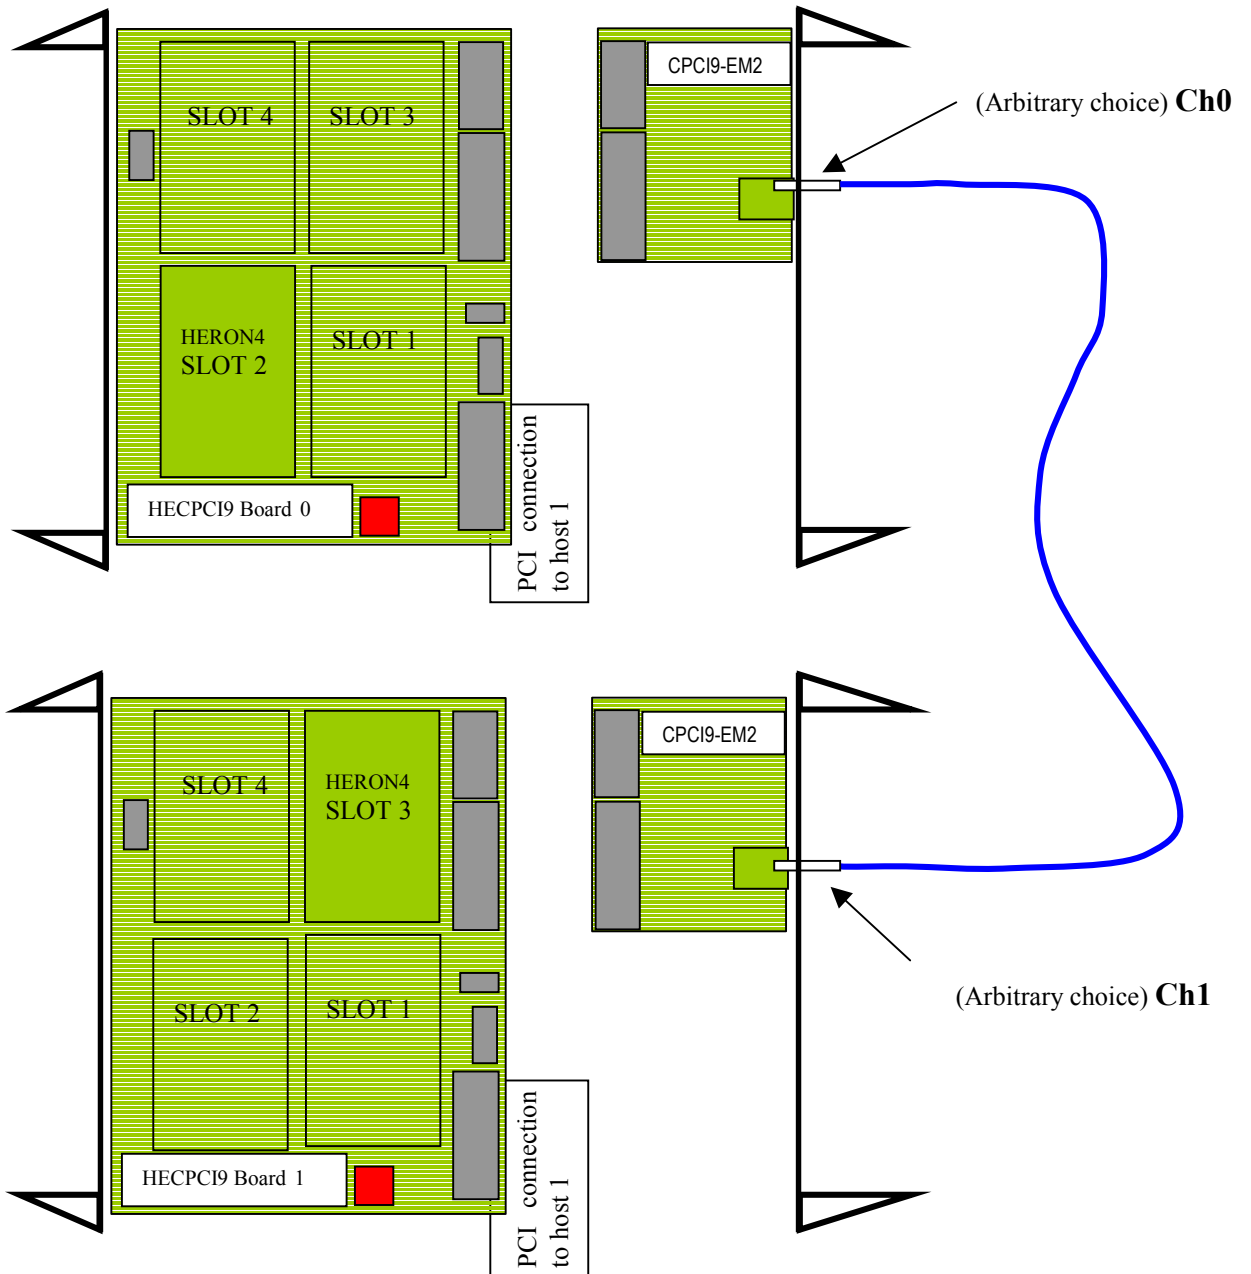 SLOT 4
SLOT 3
CPCI9-EM2
(Arbitrary choice) Ch0
HERON4
SLOT 2
SLOT 1
HECPCI9 Board 0
PCI connection
to host 1
SLOT 4
HERON4
SLOT 3
CPCI9-EM2
SLOT 2
SLOT 1
(Arbitrary choice) Ch1
HECPCI9 Board 1
PCI connection
to host 1